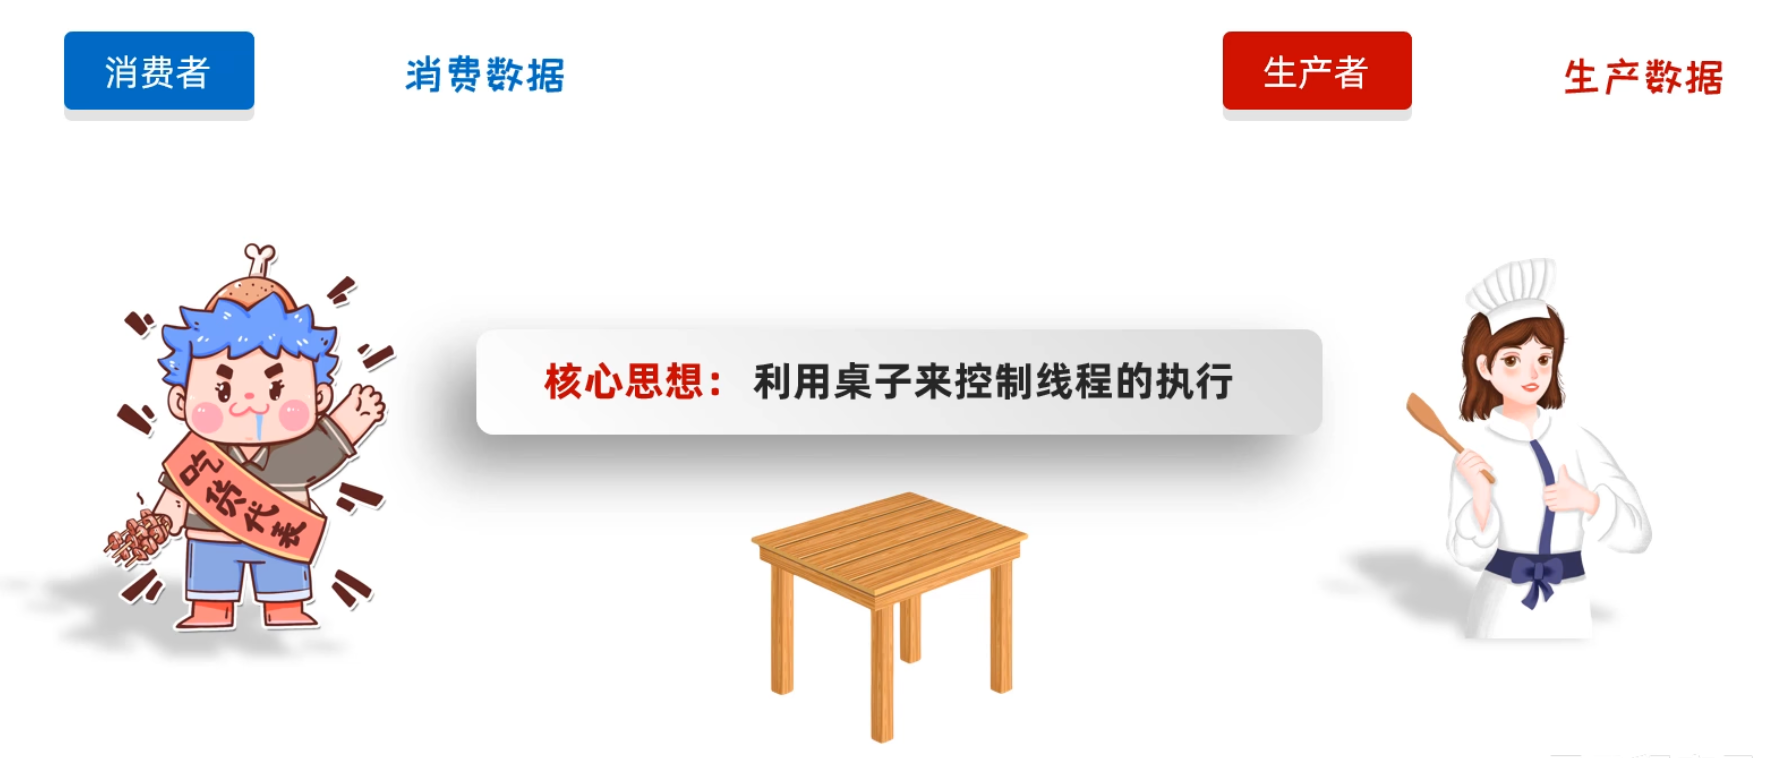 消费者
消费数据
生产者
生产数据
核心思想：利用桌子来控制线程的执行
吃货代表